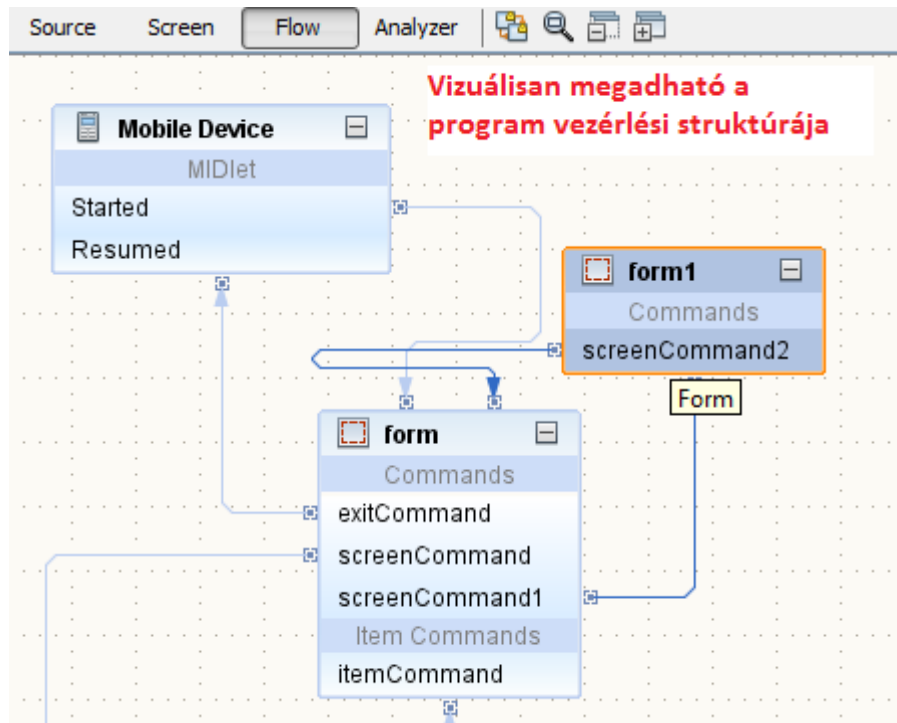 Source Screen Flow Analyzer
Vizuálisan megadható a
program vezérlési struktúrája
Mobile Device
MIDlet
Started
Resumed
form1
Commands
screenCommand2
Form
form
Commands
exitCommand
screenCommand
screenCommand1
Item Commands
itemCommand